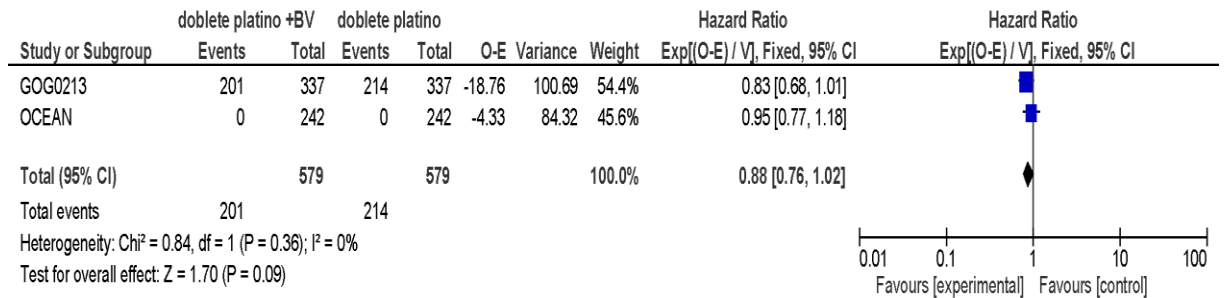 doblete platino +BV doblete platino Hazard Ratio Hazard Ratio
Study or Subgroup Events Total Events Total O-E Variance Weight Exp[(O-E) / V], Fixed, 95% CI Exp[(O-E) / V], Fixed, 95% CI
GOG0213 201 337 214 337 -18.76 100.69 54.4% 0.83 [0.68, 1.01]
OCEAN 0 242 0 242 -4.33 84.32 45.6% 0.95 [0.77, 1.18]
Total (95% CI) 579 579 100.0% 0.88 [0.76, 1.02]
Total events 201 214
Heterogeneity: Chi² = 0.84, df = 1 (P = 0.36); I² = 0%
Test for overall effect: Z = 1.70 (P = 0.09)
0.01 0.1 1 10 100
Favours [experimental] Favours [control]